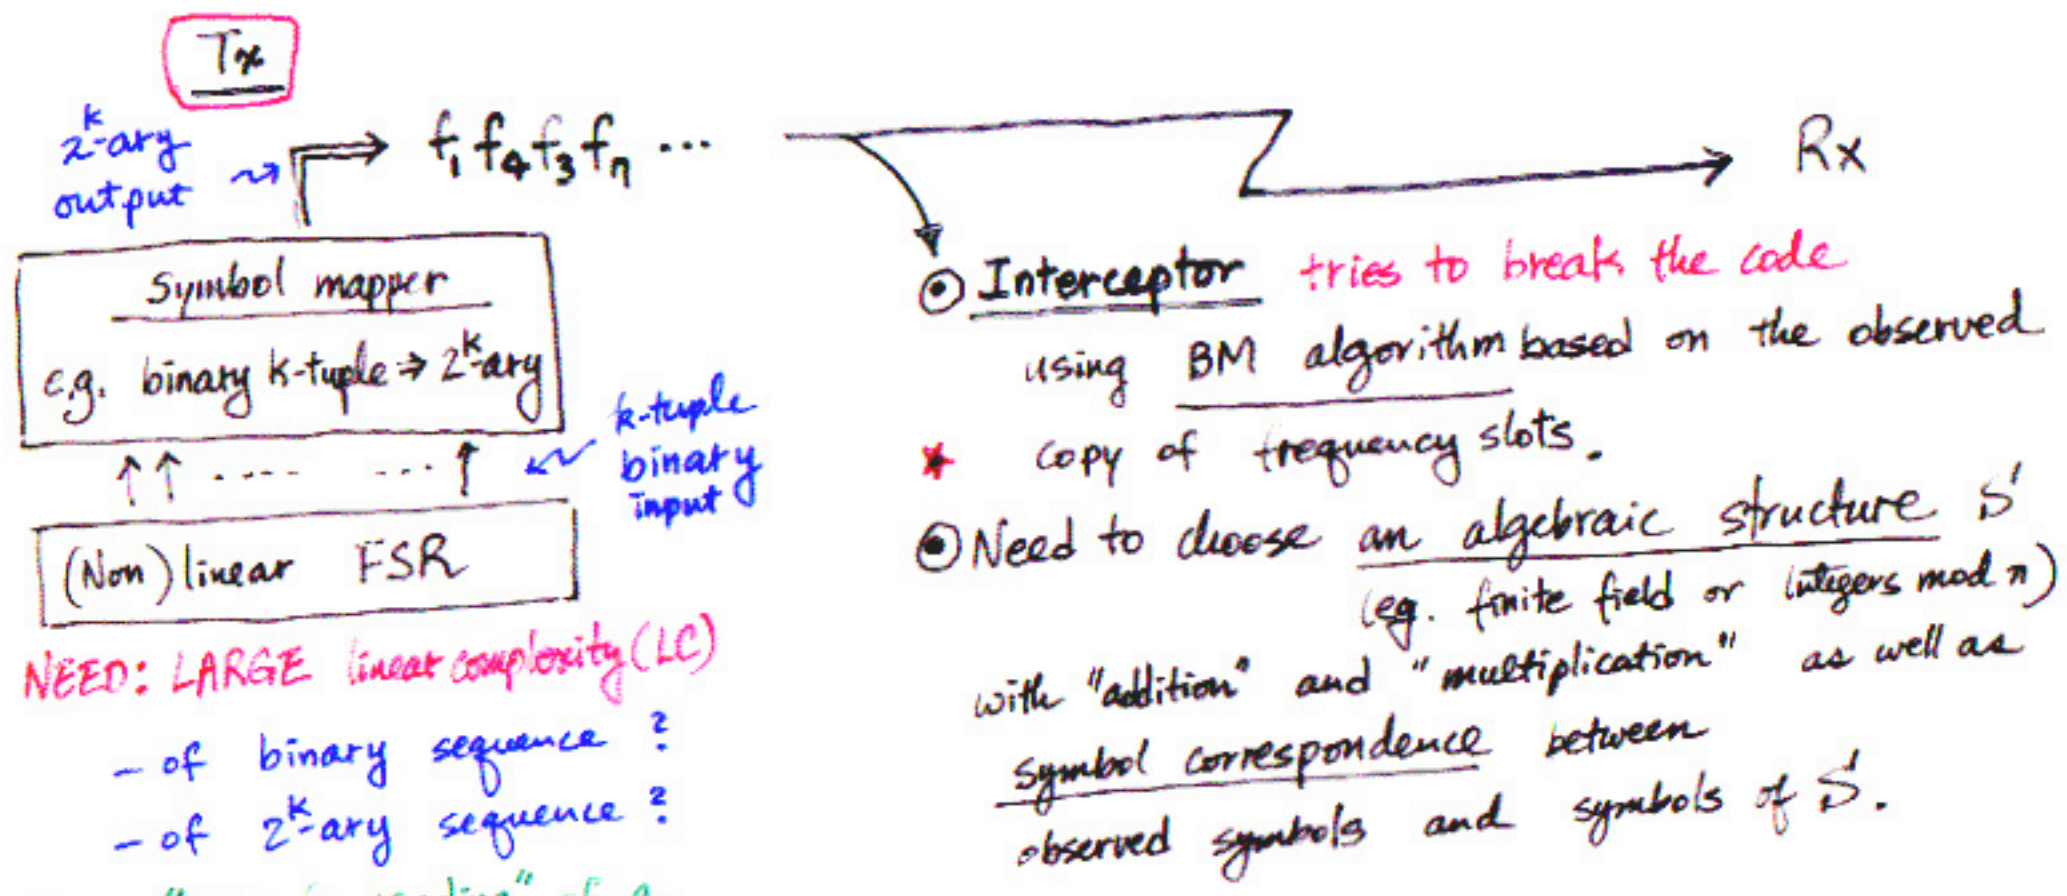 Tx
2^k-ary
output
f₁ f₄ f₃ f₇ ...
Rx
Symbol mapper
e.g. binary k-tuple → 2^k-ary
k-tuple
binary
input
(Non) linear FSR
NEED: LARGE linear complexity (LC)
- of binary sequence ?
- of 2^k-ary sequence ?
Interceptor tries to break the code
using BM algorithm based on the observed
* copy of frequency slots.
Need to choose an algebraic structure S
(eg. finite field or integers mod n)
with "addition" and "multiplication" as well as
symbol correspondence between
observed symbols and symbols of S.